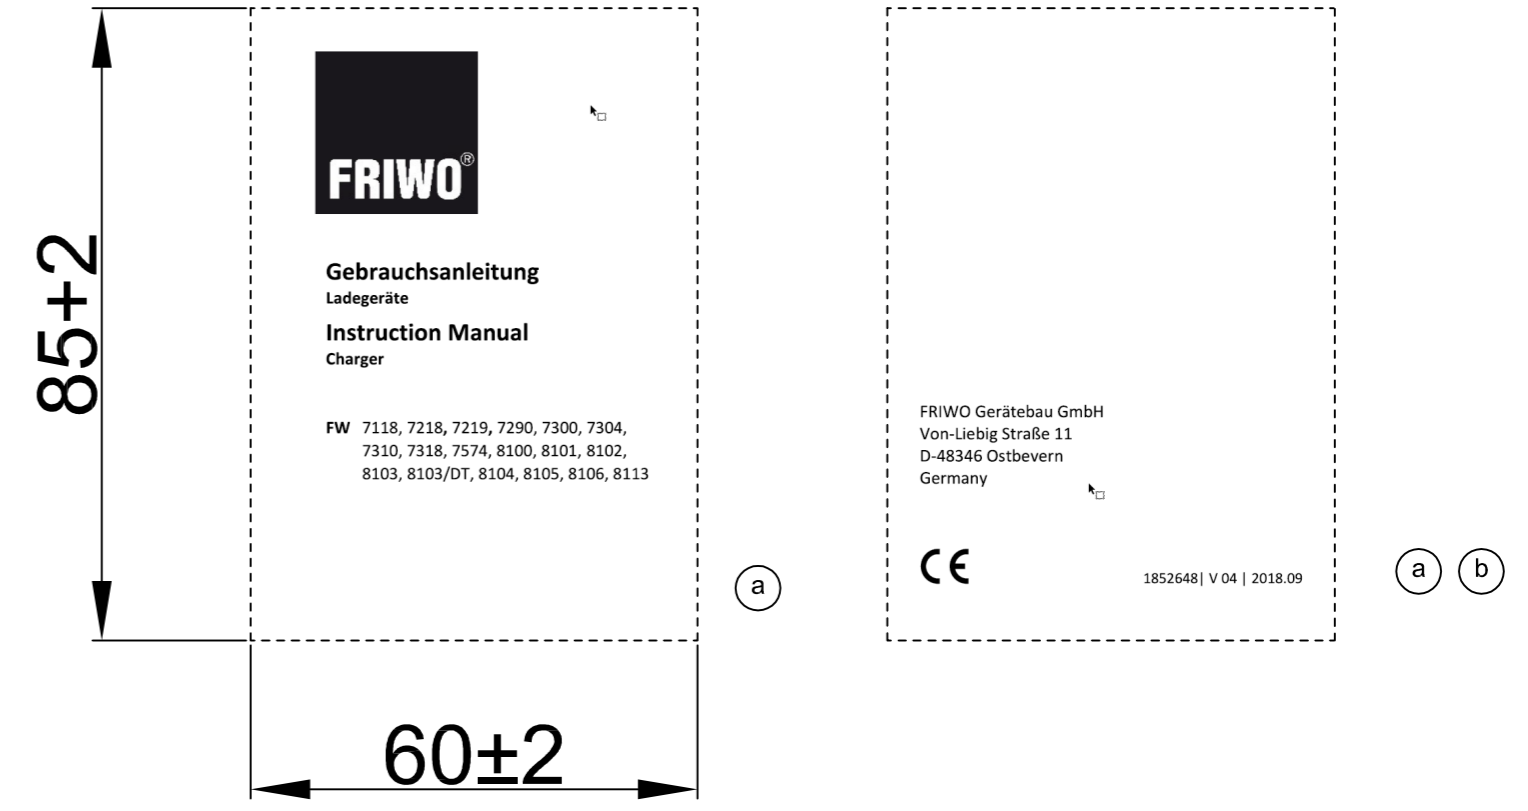 85+2
FRIWO®
Gebrauchsanleitung
Ladegeräte
Instruction Manual
Charger
FW 7118, 7218, 7219, 7290, 7300, 7304,
7310, 7318, 7574, 8100, 8101, 8102,
8103, 8103/DT, 8104, 8105, 8106, 8113
a
60±2
FRIWO Gerätebau GmbH
Von-Liebig Straße 11
D-48346 Ostbevern
Germany
CE
1852648| V 04 | 2018.09
a b